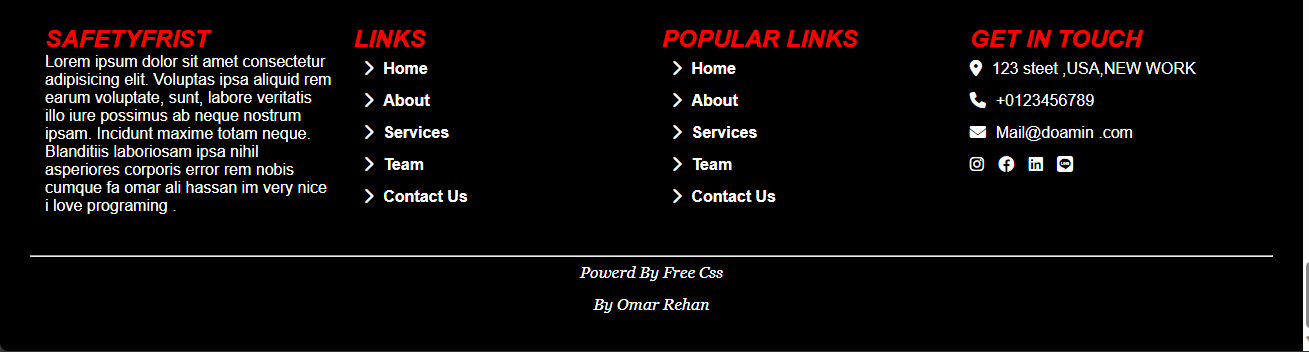 SAFETYFRIST
Lorem ipsum dolor sit amet consectetur
adipisicing elit. Voluptas ipsa aliquid rem
earum voluptate, sunt, labore veritatis
illo iure possimus ab neque nostrum
ipsam. Incidunt maxime totam neque.
Blanditiis laboriosam ipsa nihil
asperiores corporis error rem nobis
cumque fa omar ali hassan im very nice
i love programing .
LINKS
Home
About
Services
Team
Contact Us
POPULAR LINKS
Home
About
Services
Team
Contact Us
GET IN TOUCH
123 steet ,USA,NEW WORK
+0123456789
Mail@doamin .com
LINE
Powerd By Free Css
By Omar Rehan